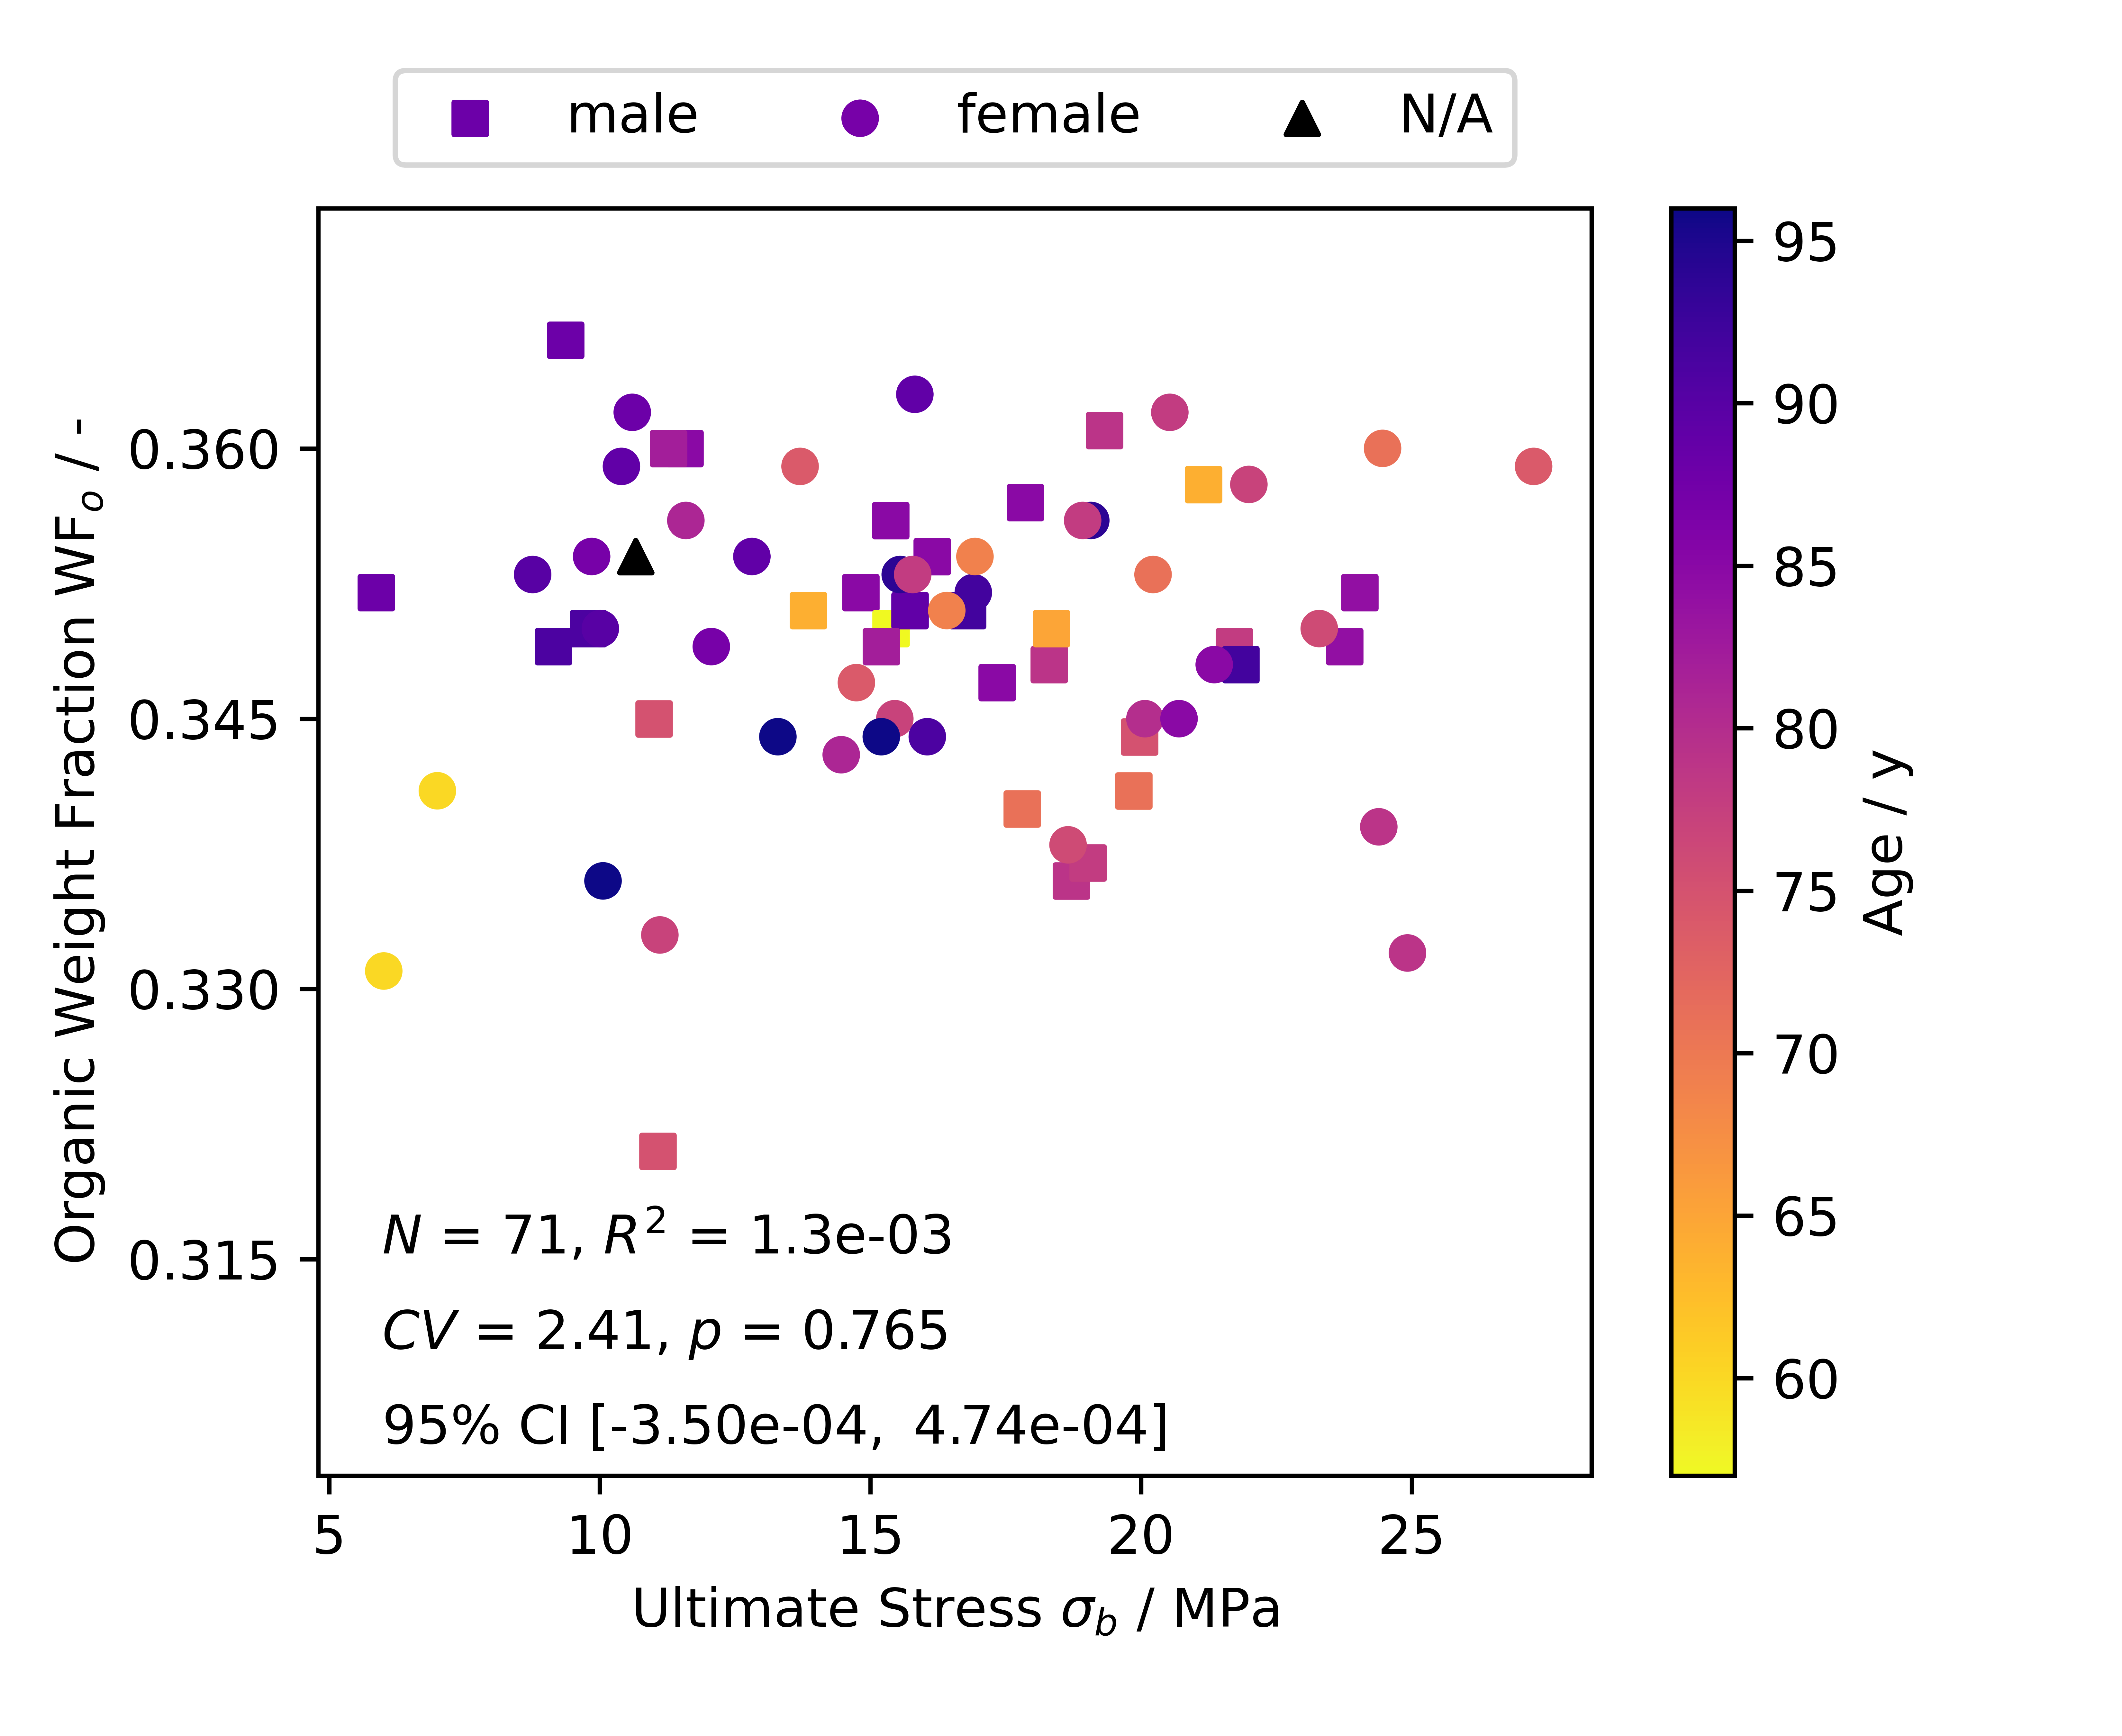 male female N/A
Organic Weight Fraction WFₒ / -
0.360
0.345
0.330
0.315
N = 71, R² = 1.3e-03
CV = 2.41, p = 0.765
95% CI [-3.50e-04, 4.74e-04]
5 10 15 20 25
Ultimate Stress σ_b / MPa
95
90
85
80
75
70
65
60
Age / y